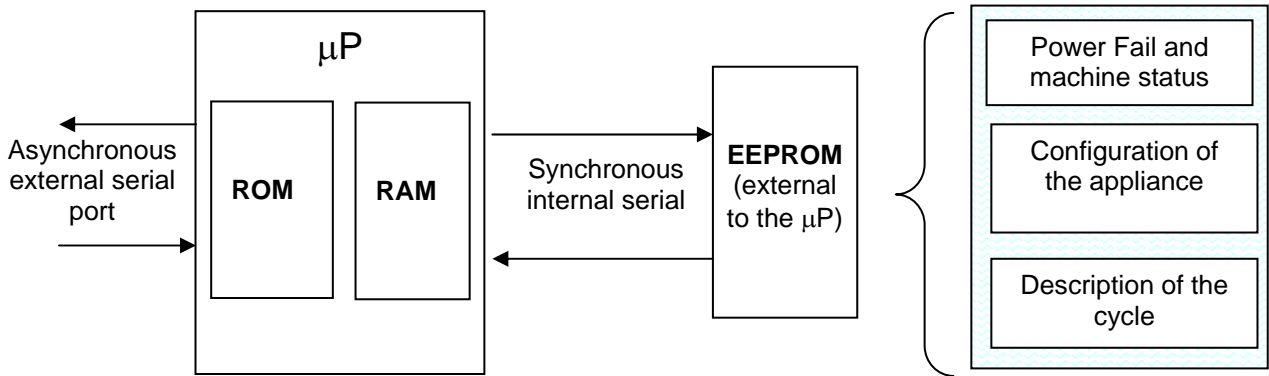 μP
Asynchronous
external serial
port
ROM
RAM
Synchronous
internal serial
EEPROM
(external
to the μP)
Power Fail and
machine status
Configuration of
the appliance
Description of the
cycle